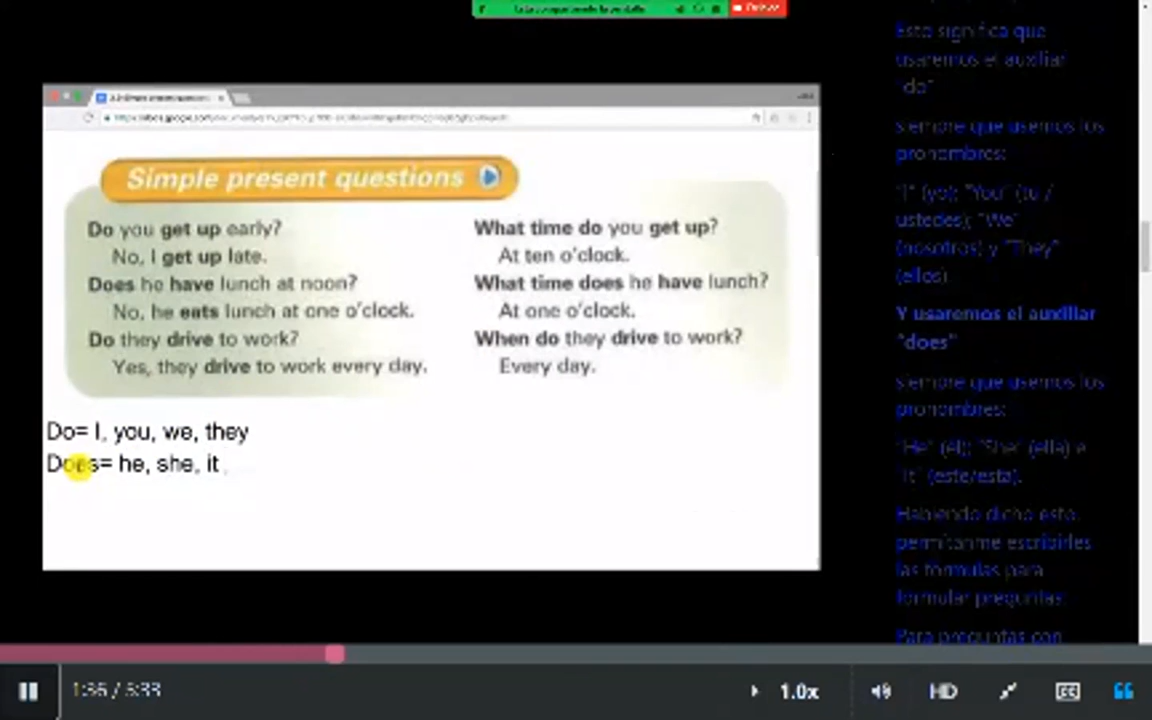 Simple present questions
Do you get up early?
No, I get up late.
Does he have lunch at noon?
No, he eats lunch at one o'clock.
Do they drive to work?
Yes, they drive to work every day.
What time do you get up?
At ten o'clock.
What time does he have lunch?
At one o'clock.
When do they drive to work?
Every day.
Do= I, you, we, they
Does= he, she, it
Esto significa que
usaremos el auxiliar
"do"
siempre que usemos los
pronombres:
"I" (yo); "You" (tu /
ustedes); "We"
(nosotros) y "They"
(ellos).
Y usaremos el auxiliar
"does"
siempre que usemos los
pronombres:
"He" (el); "She" (ella) e
"It" (este/esta).
Habiendo dicho esto,
permitanme escribirles
las formulas para
formular preguntas:
Para preguntas con
1.0x
HD
CC